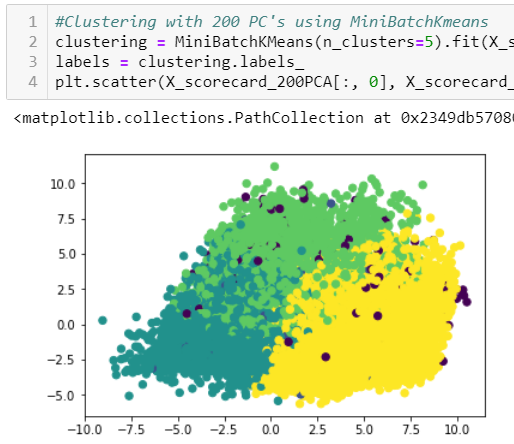 1 #Clustering with 200 PC's using MiniBatchKmeans
2 clustering = MiniBatchKMeans(n_clusters=5).fit(X_s
3 labels = clustering.labels_
4 plt.scatter(X_scorecard_200PCA[:, 0], X_scorecard_
<matplotlib.collections.PathCollection at 0x2349db57086
10.0
7.5
5.0
2.5
0.0
−2.5
−5.0
−10.0 −7.5 −5.0 −2.5 0.0 2.5 5.0 7.5 10.0